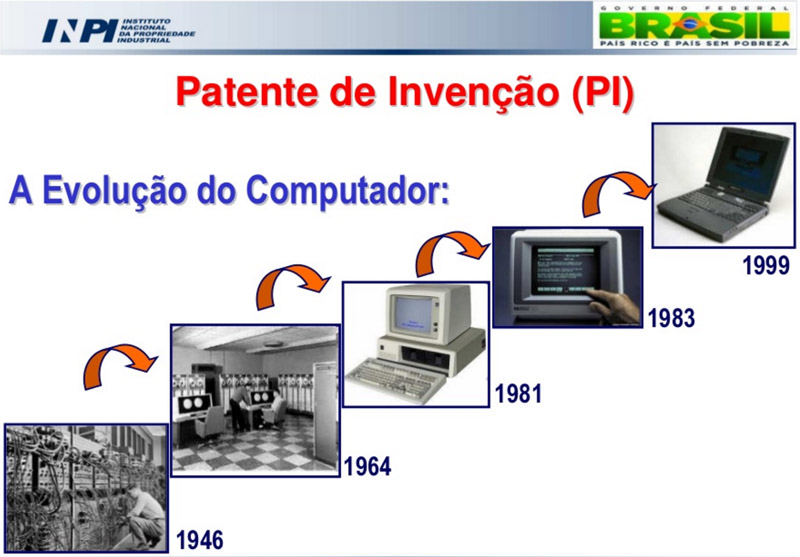 INPI
INSTITUTO
NACIONAL
DA PROPRIEDADE
INDUSTRIAL
GOVERNO FEDERAL
BRASIL
PAÍS RICO É PAÍS SEM POBREZA
Patente de Invenção (PI)
A Evolução do Computador:
1999
1983
1981
1964
1946